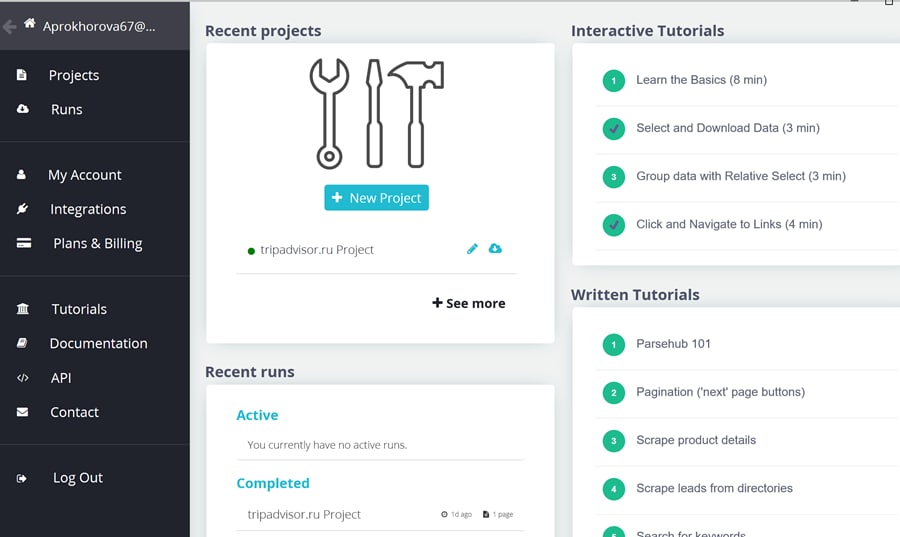 Aprokhorova67@...
Projects
Runs
My Account
Integrations
Plans & Billing
Tutorials
Documentation
API
Contact
Log Out
Recent projects
New Project
tripadvisor.ru Project
See more
Recent runs
Active
You currently have no active runs.
Completed
tripadvisor.ru Project 1d ago 1 page
Interactive Tutorials
1 Learn the Basics (8 min)
Select and Download Data (3 min)
3 Group data with Relative Select (3 min)
Click and Navigate to Links (4 min)
Written Tutorials
1 Parsehub 101
2 Pagination ('next' page buttons)
3 Scrape product details
4 Scrape leads from directories
5 Search for keywords